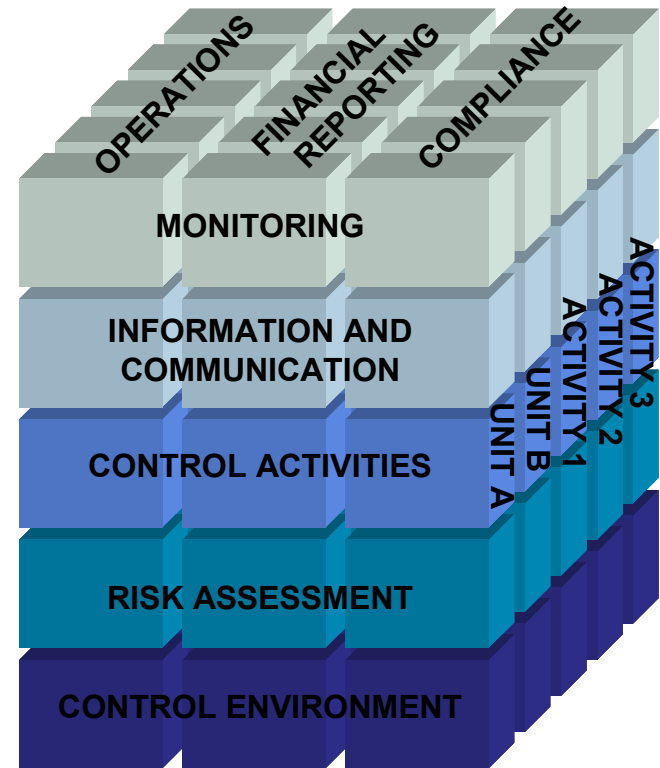 OPERATIONS
FINANCIAL
REPORTING
COMPLIANCE
MONITORING
INFORMATION AND
COMMUNICATION
CONTROL ACTIVITIES
RISK ASSESSMENT
CONTROL ENVIRONMENT
UNIT A
UNIT B
ACTIVITY 1
ACTIVITY 2
ACTIVITY 3